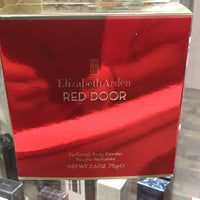 Elizabeth Arden
RED DOOR
Perfumed Body Powder
Poudre Parfumée
NET WT 2.6 OZ. 75g℮